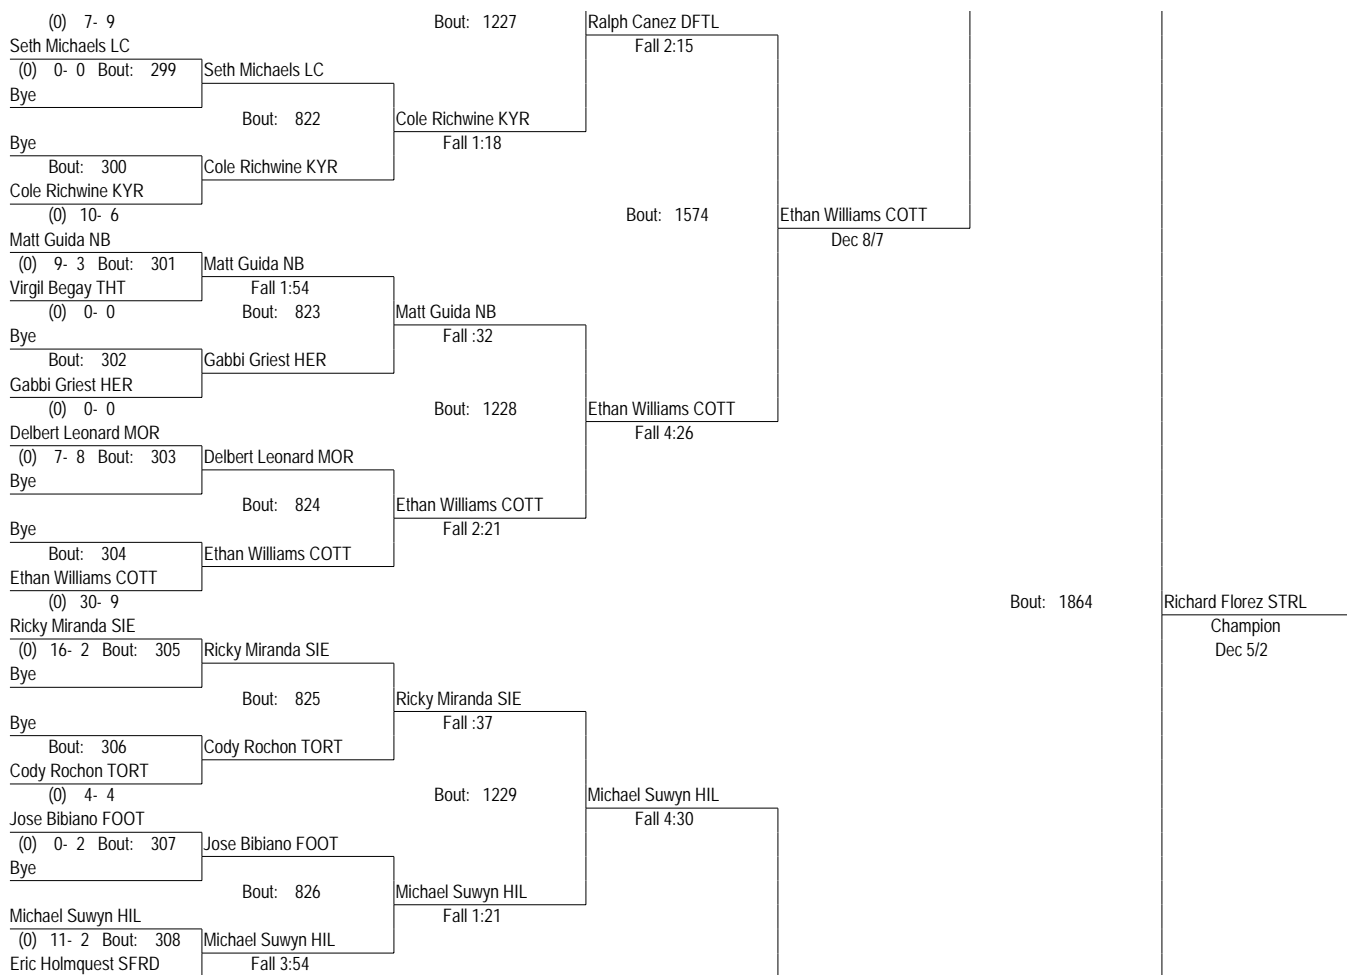 (0) 7- 9 Bout: 1227 Ralph Canez DFTL
Seth Michaels LC Fall 2:15
(0) 0- 0 Bout: 299 Seth Michaels LC
Bye
Bout: 822 Cole Richwine KYR
Bye Fall 1:18
Bout: 300 Cole Richwine KYR
Cole Richwine KYR
(0) 10- 6 Bout: 1574 Ethan Williams COTT
Matt Guida NB Dec 8/7
(0) 9- 3 Bout: 301 Matt Guida NB
Virgil Begay THT Fall 1:54
(0) 0- 0 Bout: 823 Matt Guida NB
Bye Fall :32
Bout: 302 Gabbi Griest HER
Gabbi Griest HER
(0) 0- 0 Bout: 1228 Ethan Williams COTT
Delbert Leonard MOR Fall 4:26
(0) 7- 8 Bout: 303 Delbert Leonard MOR
Bye
Bout: 824 Ethan Williams COTT
Bye Fall 2:21
Bout: 304 Ethan Williams COTT
Ethan Williams COTT
(0) 30- 9 Bout: 1864 Richard Florez STRL
Ricky Miranda SIE Champion
(0) 16- 2 Bout: 305 Ricky Miranda SIE Dec 5/2
Bye
Bout: 825 Ricky Miranda SIE
Bye Fall :37
Bout: 306 Cody Rochon TORT
Cody Rochon TORT
(0) 4- 4 Bout: 1229 Michael Suwyn HIL
Jose Bibiano FOOT Fall 4:30
(0) 0- 2 Bout: 307 Jose Bibiano FOOT
Bye
Bout: 826 Michael Suwyn HIL
Michael Suwyn HIL Fall 1:21
(0) 11- 2 Bout: 308 Michael Suwyn HIL
Eric Holmquest SFRD Fall 3:54